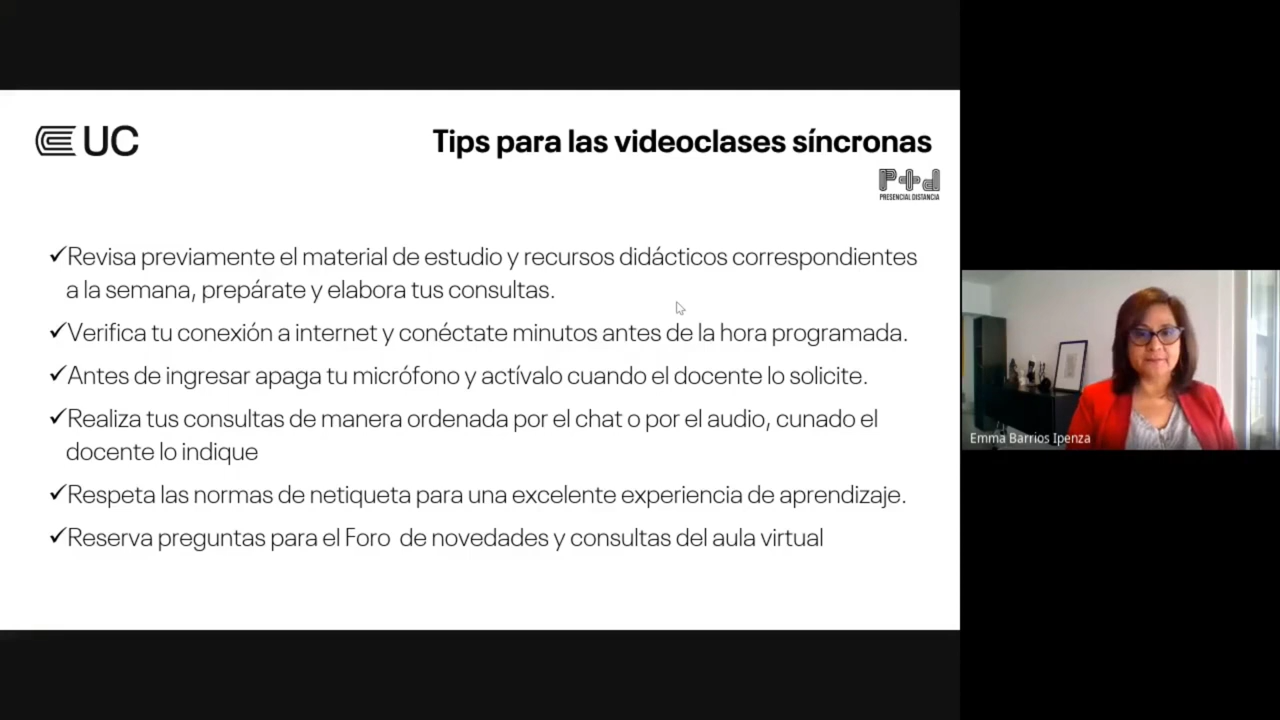 UC
Tips para las videoclases síncronas
P+d
PRESENCIAL DISTANCIA
✓Revisa previamente el material de estudio y recursos didácticos correspondientes
a la semana, prepárate y elabora tus consultas.
✓Verifica tu conexión a internet y conéctate minutos antes de la hora programada.
✓Antes de ingresar apaga tu micrófono y actívalo cuando el docente lo solicite.
✓Realiza tus consultas de manera ordenada por el chat o por el audio, cunado el
docente lo indique
✓Respeta las normas de netiqueta para una excelente experiencia de aprendizaje.
✓Reserva preguntas para el Foro de novedades y consultas del aula virtual
Emma Barrios Ipenza